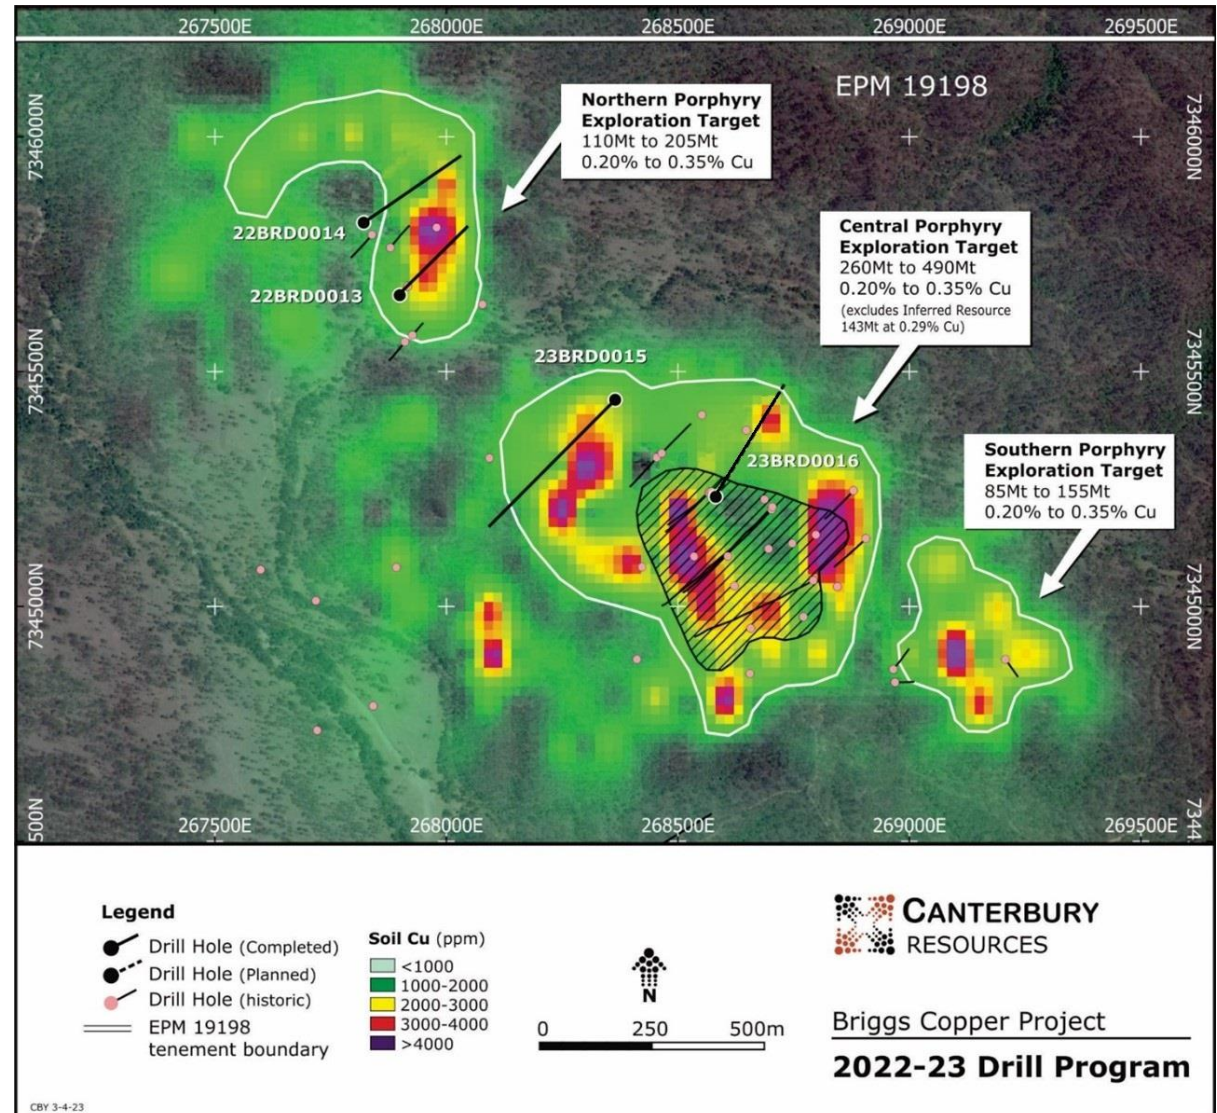 267500E
268000E
268500E
269000E
269500E
EPM 19198
7346000N
7346000N
Northern Porphyry
Exploration Target
110Mt to 205Mt
0.20% to 0.35% Cu
22BRD0014
22BRD0013
Central Porphyry
Exploration Target
260Mt to 490Mt
0.20% to 0.35% Cu
(excludes Inferred Resource
143Mt at 0.29% Cu)
7345500N
7345500N
23BRD0015
23BRD0016
Southern Porphyry
Exploration Target
85Mt to 155Mt
0.20% to 0.35% Cu
7345000N
7345000N
500N
7344
267500E
268000E
268500E
269000E
269500E
Legend
Drill Hole (Completed)
Drill Hole (Planned)
Drill Hole (historic)
EPM 19198
tenement boundary
Soil Cu (ppm)
<1000
1000-2000
2000-3000
3000-4000
>4000
N
0 250 500m
CANTERBURY
RESOURCES
Briggs Copper Project
2022-23 Drill Program
CBY 3-4-23